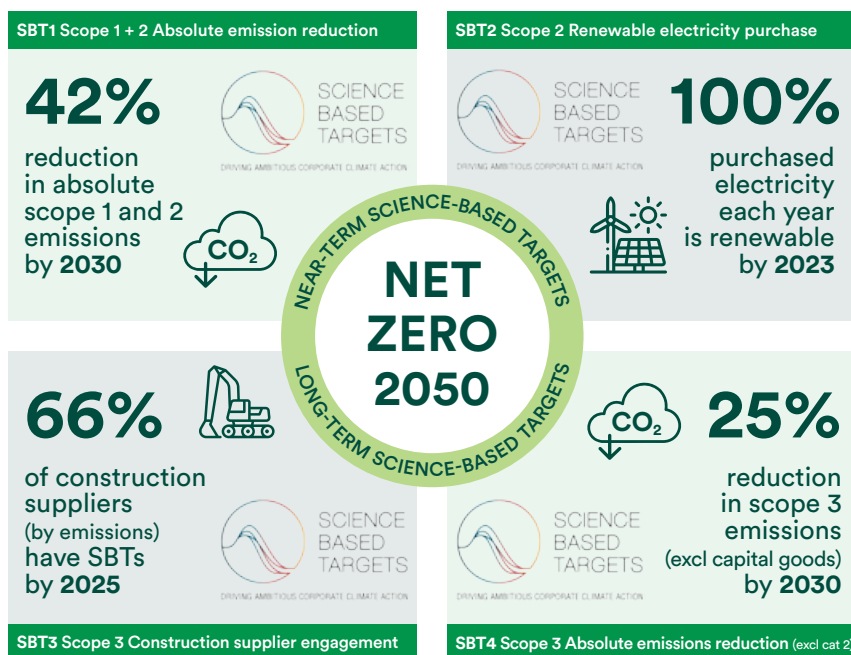 SBT1 Scope 1 + 2 Absolute emission reduction
42%
reduction
in absolute
scope 1 and 2
emissions
by 2030
SCIENCE
BASED
TARGETS
DRIVING AMBITIOUS CORPORATE CLIMATE ACTION
CO₂
SBT2 Scope 2 Renewable electricity purchase
SCIENCE
BASED
TARGETS
DRIVING AMBITIOUS CORPORATE CLIMATE ACTION
100%
purchased
electricity
each year
is renewable
by 2023
NEAR-TERM SCIENCE-BASED TARGETS
NET
ZERO
2050
LONG-TERM SCIENCE-BASED TARGETS
66%
of construction
suppliers
(by emissions)
have SBTs
by 2025
SCIENCE
BASED
TARGETS
DRIVING AMBITIOUS CORPORATE CLIMATE ACTION
SBT3 Scope 3 Construction supplier engagement
CO₂
25%
reduction
in scope 3
emissions
(excl capital goods)
by 2030
SCIENCE
BASED
TARGETS
DRIVING AMBITIOUS CORPORATE CLIMATE ACTION
SBT4 Scope 3 Absolute emissions reduction (excl cat 2)